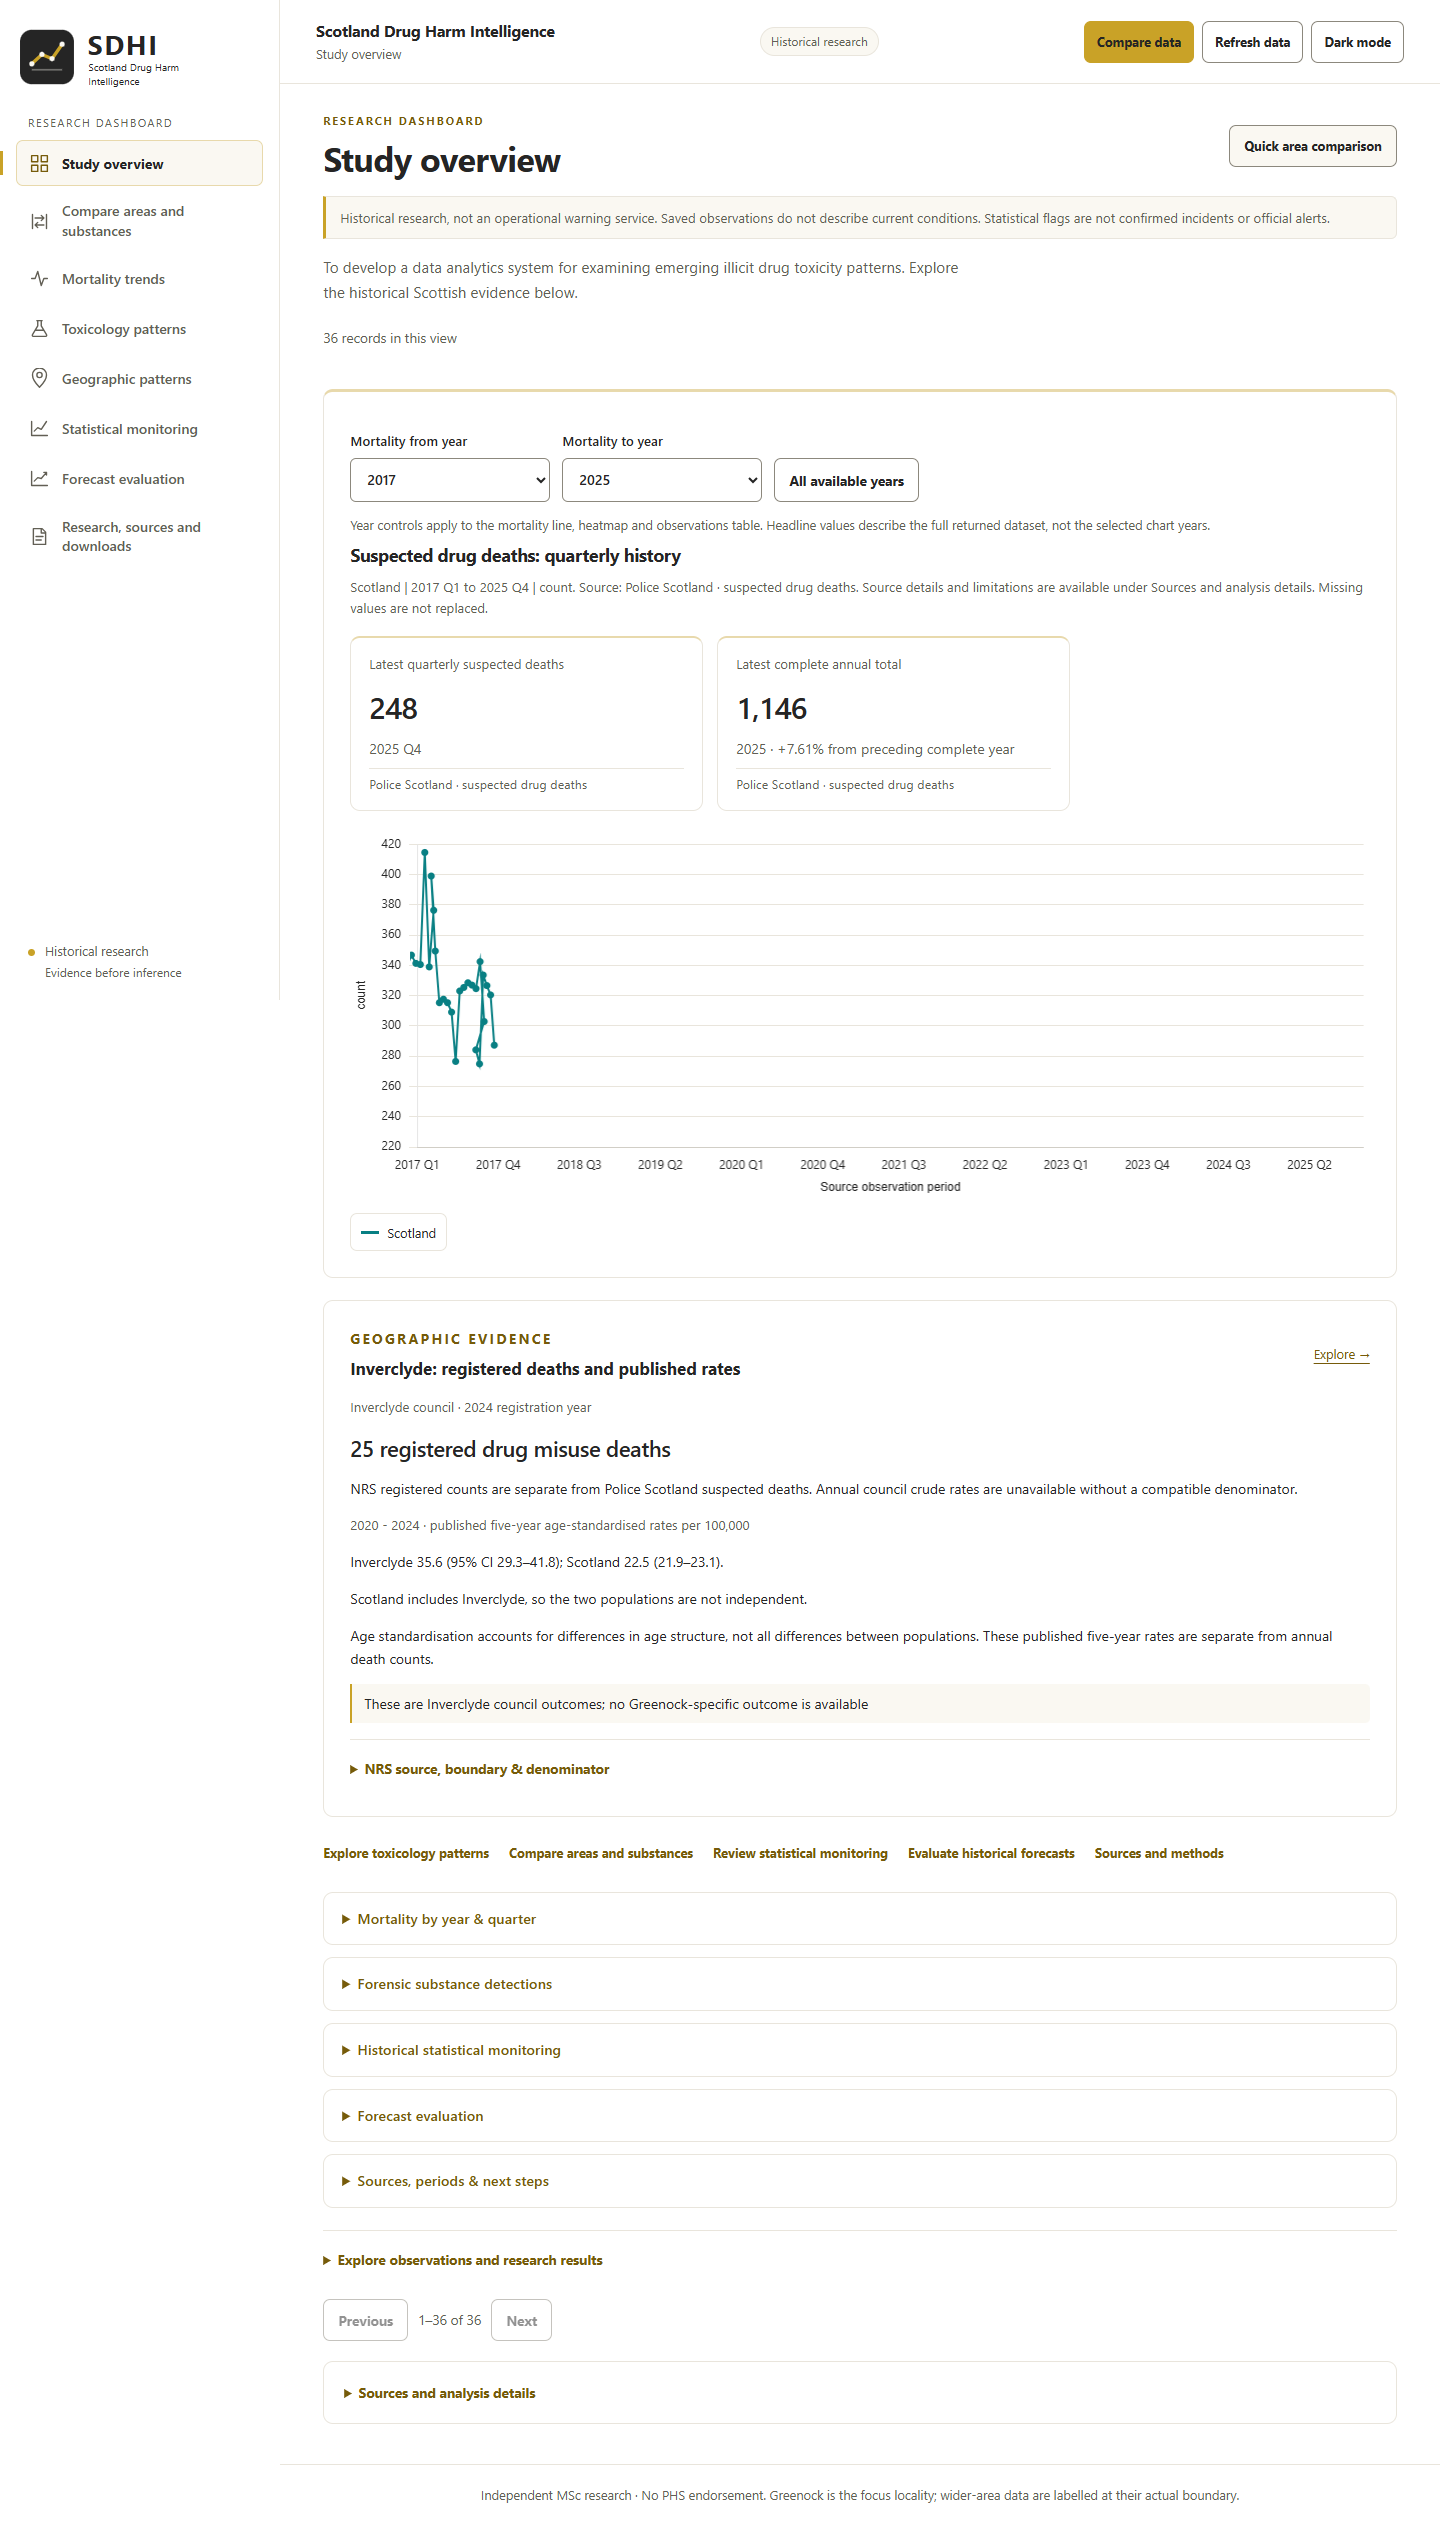 SDHI
Scotland Drug Harm
Intelligence
RESEARCH DASHBOARD
Study overview
Compare areas and
substances
Mortality trends
Toxicology patterns
Geographic patterns
Statistical monitoring
Forecast evaluation
Research, sources and
downloads
Historical research
Evidence before inference
Scotland Drug Harm Intelligence
Study overview
Historical research
Compare data
Refresh data
Dark mode
RESEARCH DASHBOARD
Study overview
Quick area comparison
Historical research, not an operational warning service. Saved observations do not describe current conditions. Statistical flags are not confirmed incidents or official alerts.
To develop a data analytics system for examining emerging illicit drug toxicity patterns. Explore
the historical Scottish evidence below.
36 records in this view
Mortality from year
Mortality to year
2017
2025
All available years
Year controls apply to the mortality line, heatmap and observations table. Headline values describe the full returned dataset, not the selected chart years.
Suspected drug deaths: quarterly history
Scotland | 2017 Q1 to 2025 Q4 | count. Source: Police Scotland · suspected drug deaths. Source details and limitations are available under Sources and analysis details. Missing
values are not replaced.
Latest quarterly suspected deaths
248
2025 Q4
Police Scotland · suspected drug deaths
Latest complete annual total
1,146
2025 · +7.61% from preceding complete year
Police Scotland · suspected drug deaths
420
400
380
360
340
320
300
280
260
240
220
count
2017 Q1
2017 Q4
2018 Q3
2019 Q2
2020 Q1
2020 Q4
2021 Q3
2022 Q2
2023 Q1
2023 Q4
2024 Q3
2025 Q2
Source observation period
Scotland
GEOGRAPHIC EVIDENCE
Inverclyde: registered deaths and published rates
Explore →
Inverclyde council · 2024 registration year
25 registered drug misuse deaths
NRS registered counts are separate from Police Scotland suspected deaths. Annual council crude rates are unavailable without a compatible denominator.
2020 - 2024 · published five-year age-standardised rates per 100,000
Inverclyde 35.6 (95% CI 29.3–41.8); Scotland 22.5 (21.9–23.1).
Scotland includes Inverclyde, so the two populations are not independent.
Age standardisation accounts for differences in age structure, not all differences between populations. These published five-year rates are separate from annual
death counts.
These are Inverclyde council outcomes; no Greenock-specific outcome is available
NRS source, boundary & denominator
Explore toxicology patterns
Compare areas and substances
Review statistical monitoring
Evaluate historical forecasts
Sources and methods
Mortality by year & quarter
Forensic substance detections
Historical statistical monitoring
Forecast evaluation
Sources, periods & next steps
Explore observations and research results
Previous
1–36 of 36
Next
Sources and analysis details
Independent MSc research · No PHS endorsement. Greenock is the focus locality; wider-area data are labelled at their actual boundary.